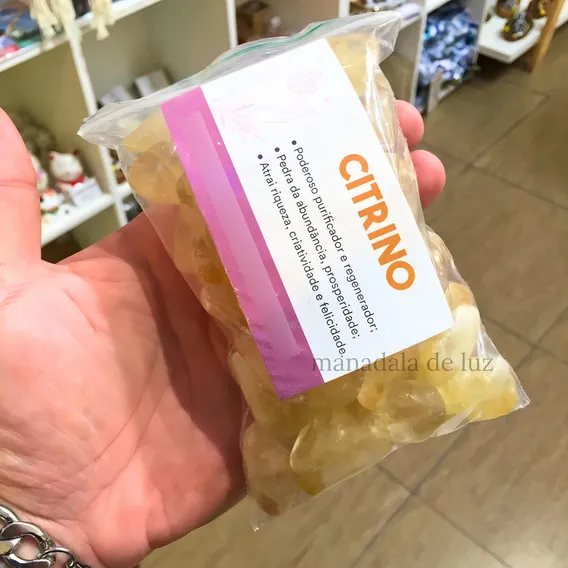 CITRINO
• Poderoso purificador e regenerador;
• Pedra da abundância, prosperidade;
• Atrai riqueza, criatividade e felicidade.
manadala de luz